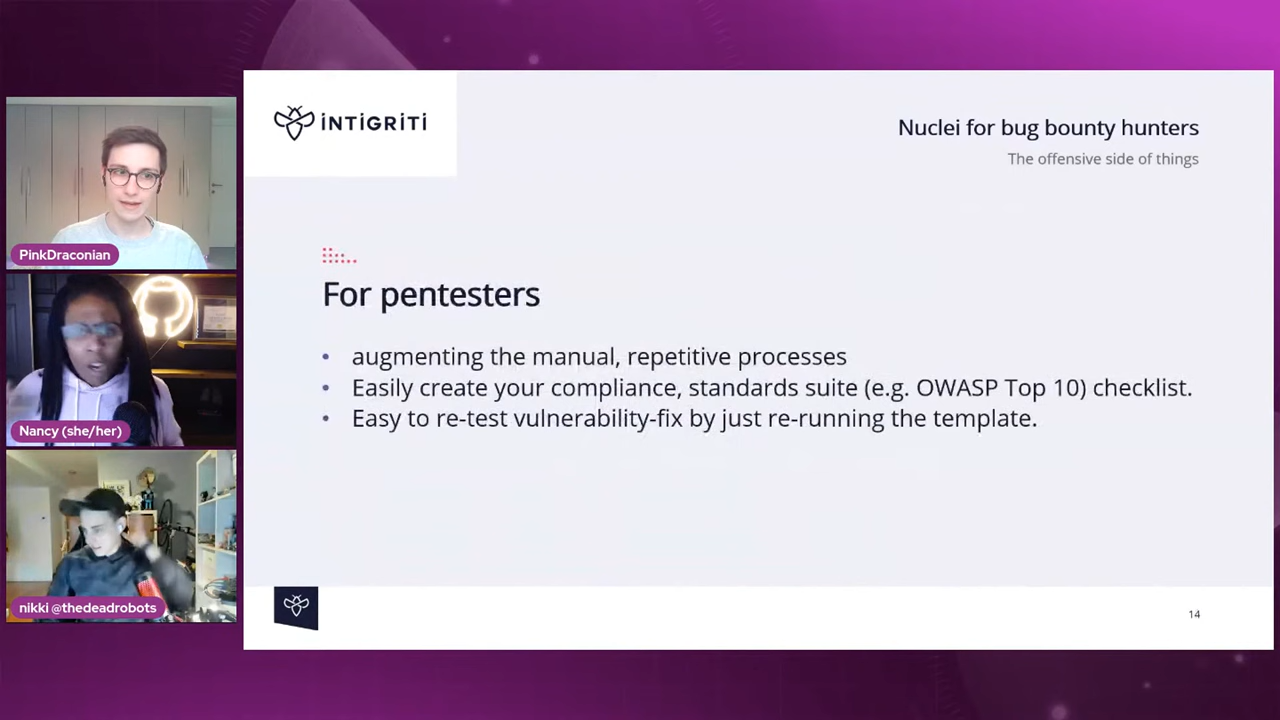 PinkDraconian
Nancy (she/her)
nikki @thedeadrobots
INTIGRITI
Nuclei for bug bounty hunters
The offensive side of things
For pentesters
• augmenting the manual, repetitive processes
• Easily create your compliance, standards suite (e.g. OWASP Top 10) checklist.
• Easy to re-test vulnerability-fix by just re-running the template.
14